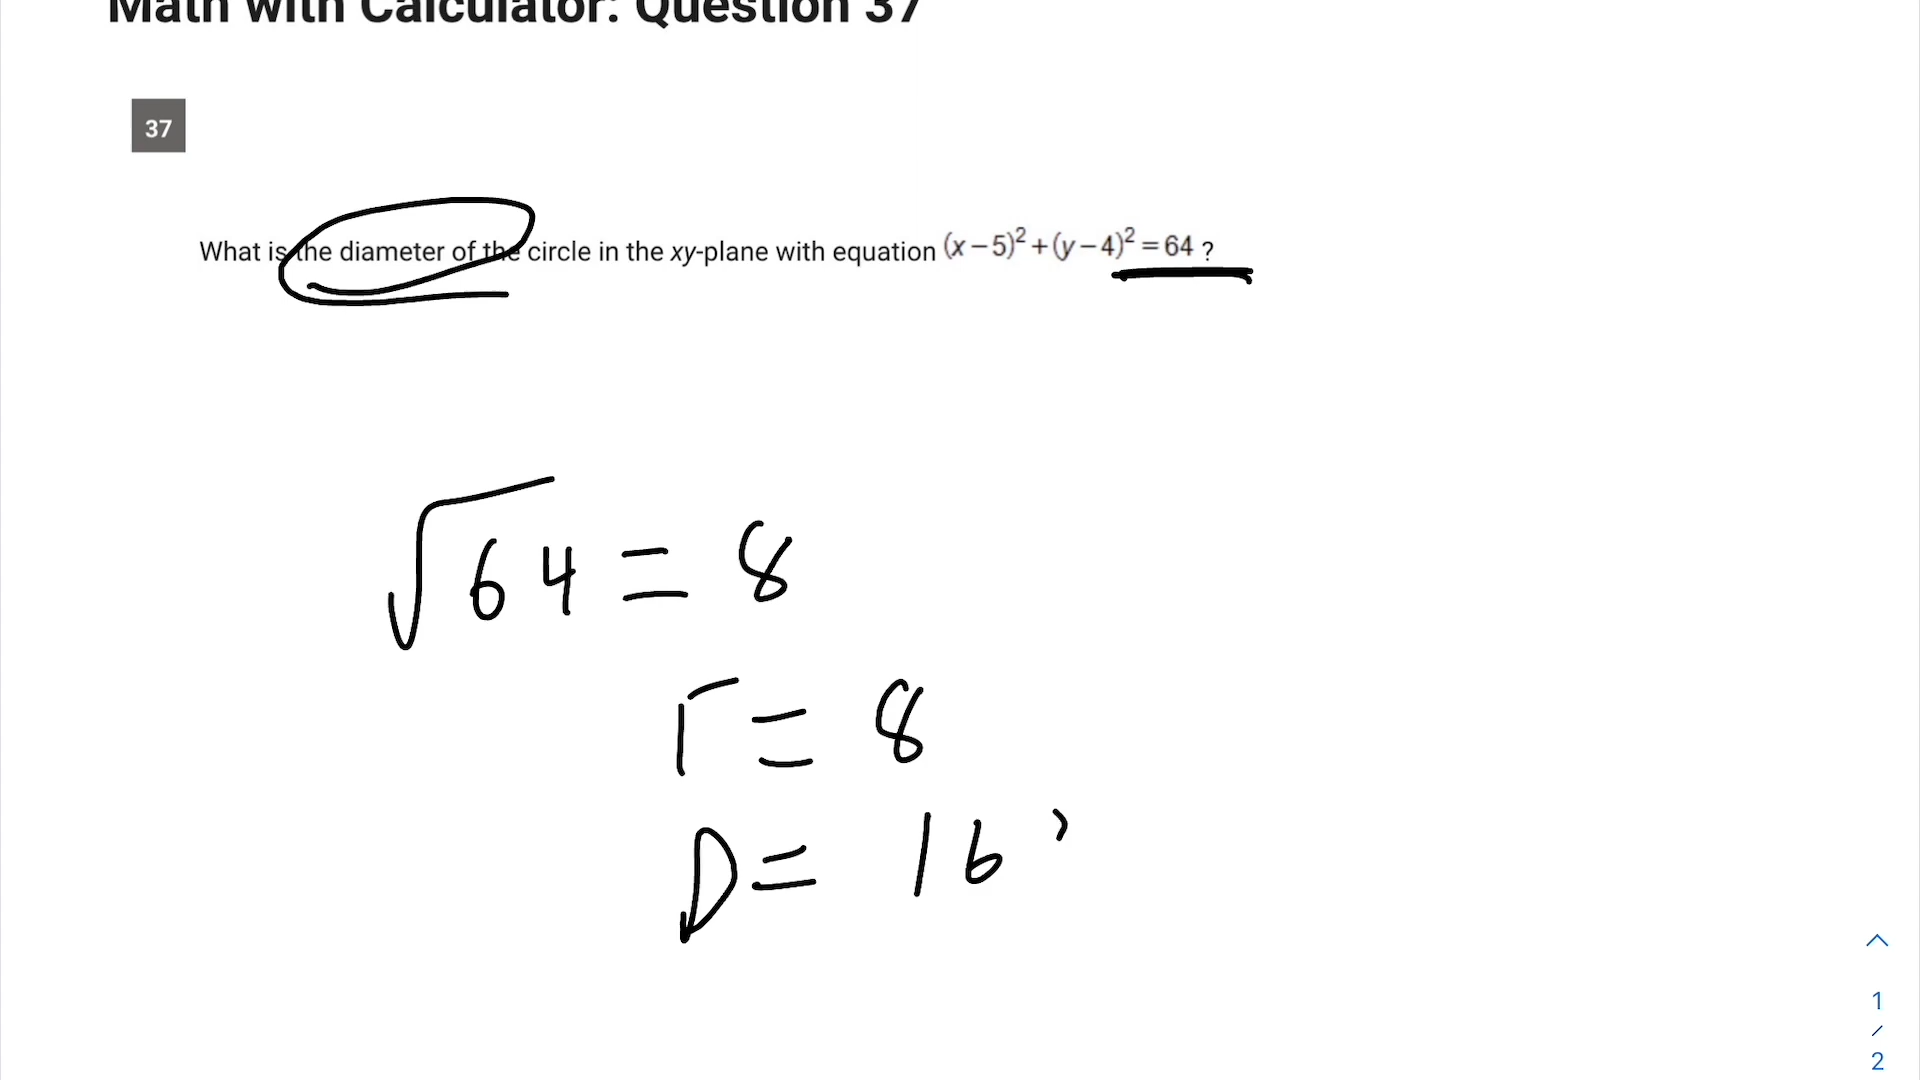 Math with Calculator: Question 37
37
What is the diameter of the circle in the xy-plane with equation (x – 5)² + (y – 4)² = 64 ?
√64 = 8
r = 8
D = 16
1
/
2